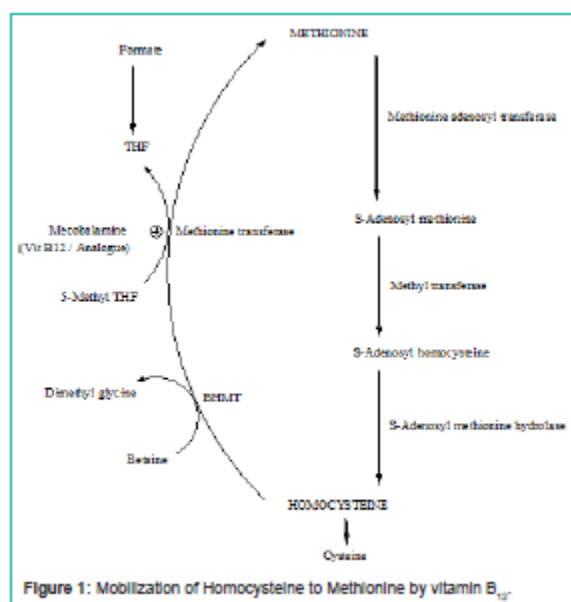 METHIONINE
Formate
Methionine adenosyl transferase
THF
S-Adenosyl methionine
Mecobalamine
(Vit B12 / Analogue)
⊕
Methionine transferase
Methyl transferase
5-Methyl THF
S-Adenosyl homocysteine
Dimethyl glycine
BHMT
S-Adenosyl methionine hydrolase
Betaine
HOMOCYSTEINE
Cysteine
Figure 1: Mobilization of Homocysteine to Methionine by vitamin B12.